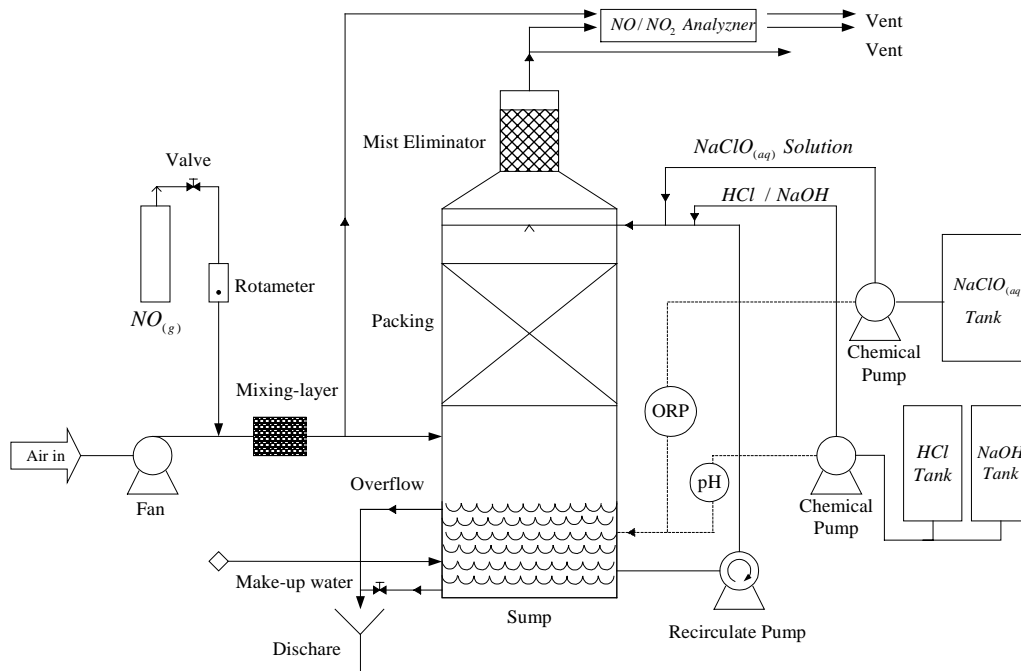 NO/ NO2 Analyzner
Vent
Vent
Mist Eliminator
NaClO(aq) Solution
HCl / NaOH
Valve
Rotameter
NO(g)
Packing
NaClO(aq
Tank
Chemical
Pump
Mixing-layer
ORP
HCl
Tank
NaOH
Tank
Air in
Fan
pH
Chemical
Pump
Overflow
Make-up water
Sump
Recirculate Pump
Dischare